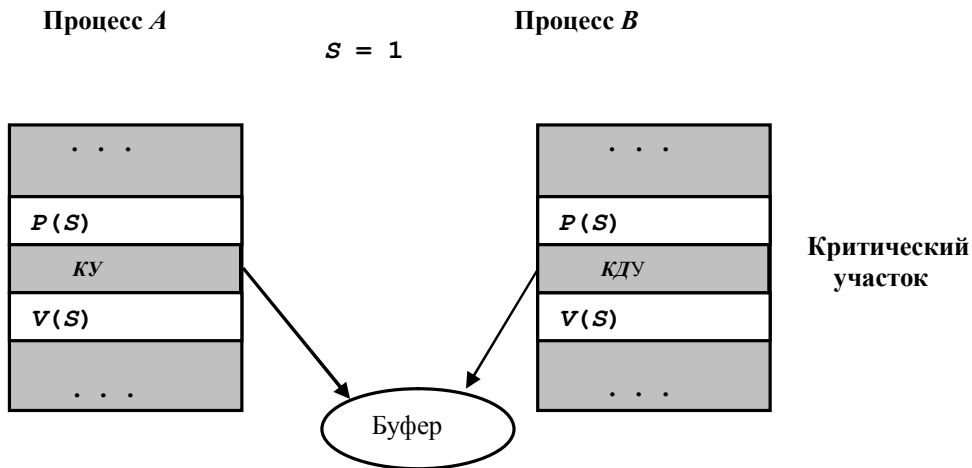 Процесс A
Процесс B
S = 1
. . .
P(S)
КУ
V(S)
. . .
. . .
P(S)
КДУ
V(S)
. . .
Критический
участок
Буфер